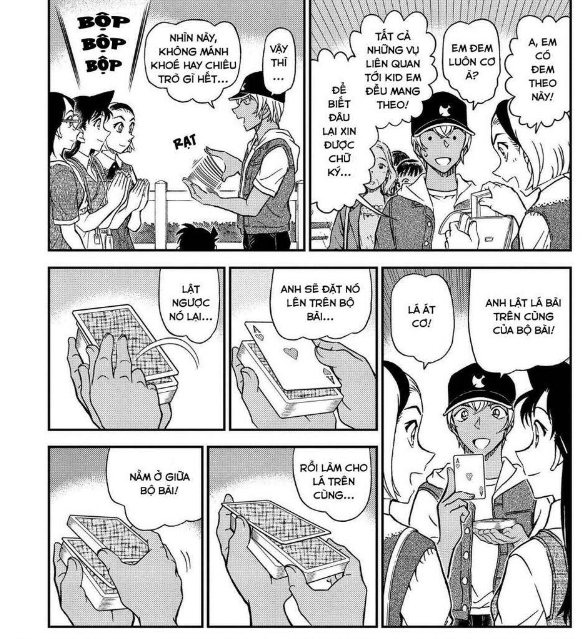 A, EM
CÓ
ĐEM
THEO
NÀY!
EM ĐEM
LUÔN CƠ
À?
TẤT CẢ
NHỮNG VỤ
LIÊN QUAN
TỚI KID EM
ĐỀU MANG
THEO!
ĐỂ
BIẾT
ĐÂU
LẠI XIN
ĐƯỢC
CHỮ
KÝ...
VẬY
THÌ
...
NHÌN NÀY,
KHÔNG MÁNH
KHOÉ HAY CHIÊU
TRÒ GÌ HẾT...
RẠT
BỘP
BỘP
BỘP
ANH LẬT LÁ BÀI
TRÊN CÙNG
CỦA BỘ BÀI!
LÁ ÁT
CƠ!
A
A
ANH SẼ ĐẶT NÓ
LÊN TRÊN BỘ
BÀI...
A
A
LẬT
NGƯỢC
NÓ LẠI...
RỒI LÀM CHO
LÁ TRÊN
CÙNG...
NẰM Ở GIỮA
BỘ BÀI!